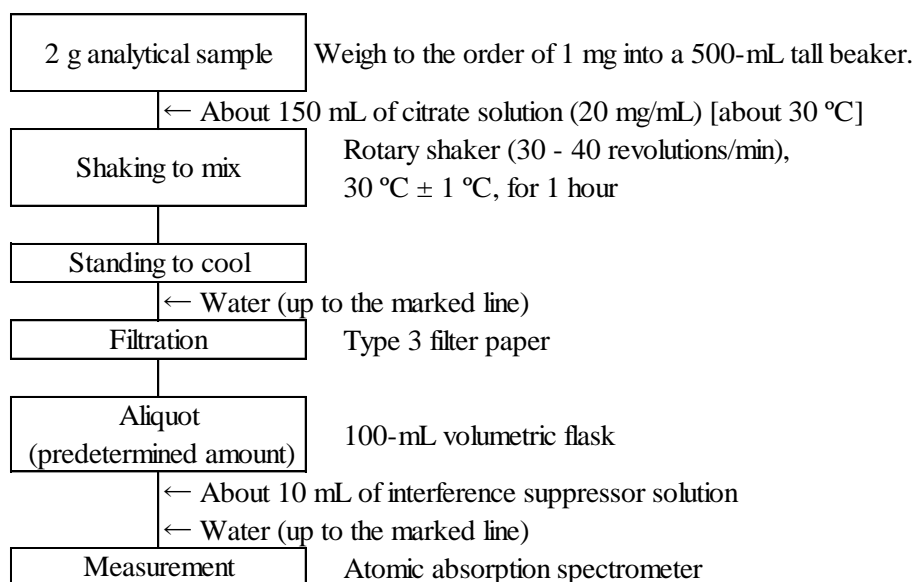 2 g analytical sample Weigh to the order of 1 mg into a 500-mL tall beaker.
← About 150 mL of citrate solution (20 mg/mL) [about 30 ºC]
Shaking to mix
Rotary shaker (30 - 40 revolutions/min),
30 ºC ± 1 ºC, for 1 hour
Standing to cool
← Water (up to the marked line)
Filtration Type 3 filter paper
Aliquot
(predetermined amount)
100-mL volumetric flask
← About 10 mL of interference suppressor solution
← Water (up to the marked line)
Measurement Atomic absorption spectrometer